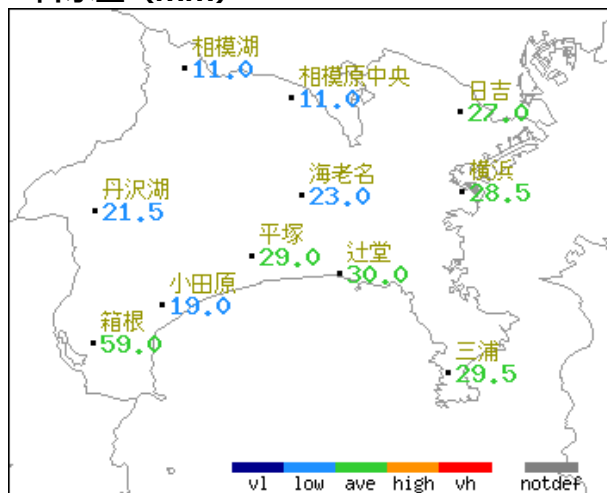 (mm)
相模湖
11.0
相模原中央
11.0
日吉
27.0
丹沢湖
21.5
海老名
23.0
横浜
28.5
平塚
29.0
辻堂
30.0
小田原
19.0
箱根
59.0
三浦
29.5
vl low ave high vh notdef